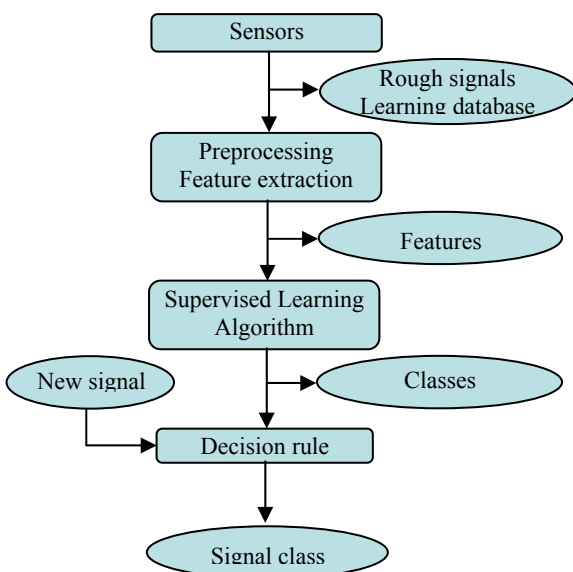 Sensors
Rough signals
Learning database
Preprocessing
Feature extraction
Features
Supervised Learning
Algorithm
New signal
Classes
Decision rule
Signal class